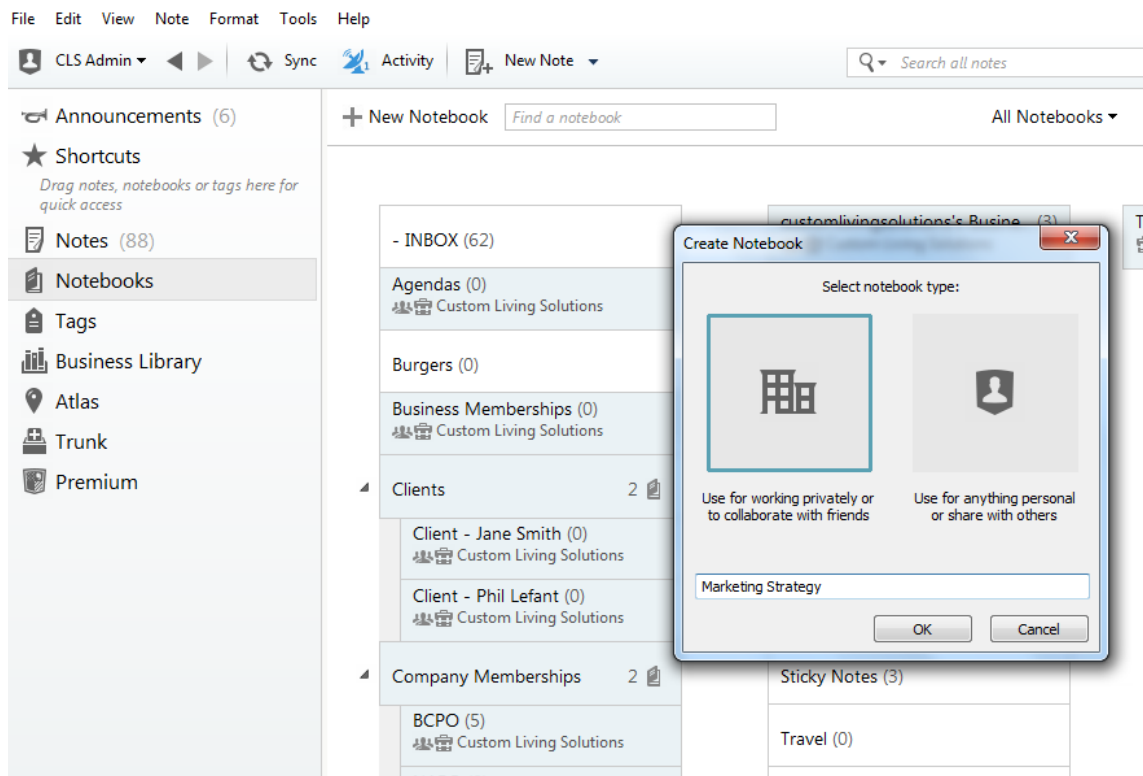 File Edit View Note Format Tools Help
CLS Admin Sync 1 Activity New Note Search all notes
Announcements (6)
Shortcuts
Drag notes, notebooks or tags here for
quick access
Notes (88)
Notebooks
Tags
Business Library
Atlas
Trunk
Premium
New Notebook Find a notebook All Notebooks
- INBOX (62)
Agendas (0)
Custom Living Solutions
Burgers (0)
Business Memberships (0)
Custom Living Solutions
Clients 2
Client - Jane Smith (0)
Custom Living Solutions
Client - Phil Lefant (0)
Custom Living Solutions
Company Memberships 2
BCPO (5)
Custom Living Solutions
customlivingsolutions's Busine... (3)
Custom Living Solutions
Create Notebook
Select notebook type:
Use for working privately or
to collaborate with friends
Use for anything personal
or share with others
Marketing Strategy
OK Cancel
Sticky Notes (3)
Travel (0)
T